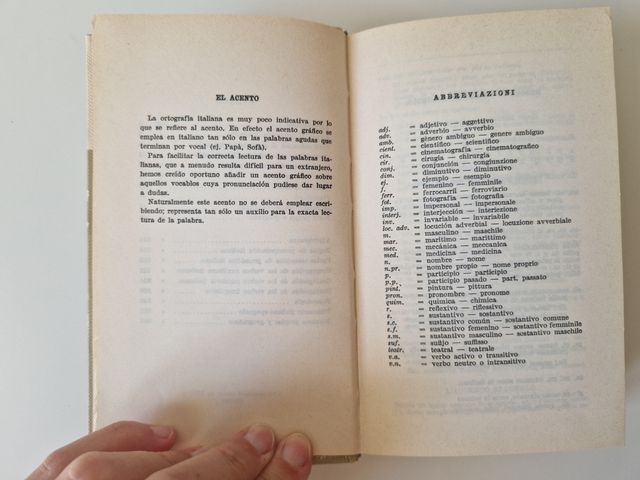 EL ACENTO
La ortografía italiana es muy poco indicativa por lo
que se refiere al acento. En efecto el acento gráfico se
emplea en italiano tan sólo en las palabras agudas que
terminan por vocal (ej. Papà, Sofà).
Para facilitar la correcta lectura de las palabras ita-
lianas, que a menudo resulta difícil para un extranjero,
hemos creído oportuno añadir un acento gráfico sobre
aquellos vocablos cuya pronunciación pudiese dar lugar
a dudas.
Naturalmente este acento no se deberá emplear escri-
biendo; representa tan sólo un auxilio para la exacta lec-
tura de la palabra.
ABBREVIAZIONI
adj. = adjetivo — aggettivo
adv. = adverbio — avverbio
amb. = género ambiguo — genere ambiguo
cient. = científico — scientifico
cin. = cinematografía — cinematografico
cir. = cirugía — chirurgia
conj. = conjunción — congiunzione
dim. = diminutivo — diminutivo
ej. = ejemplo — esempio
f. = femenino — femminile
ferr. = ferrocarril — ferroviario
fot. = fotografía — fotografia
imp. = impersonal — impersonale
interj. = interjección — interiezione
inv. = invariable — invariabile
loc. adv. = locución adverbial — locuzione avverbiale
m. = masculino — maschile
mar. = marítimo — marittimo
mec. = mecánica — meccanica
med. = medicina — medicina
n. = nombre — nome
n.pr. = nombre propio — nome proprio
p. = participio — participio
p.p. = participio pasado — part. passato
pint. = pintura — pittura
pron. = pronombre — pronome
quím. = química — chimica
r. = reflexivo — riflessivo
s. = sustantivo — sostantivo
s.c. = sustantivo común — sostantivo comune
s.f. = sustantivo femenino — sostantivo femminile
s.m. = sustantivo masculino — sostantivo maschile
suf. = sufijo — suffisso
teatr. = teatral — teatrale
v.a. = verbo activo o transitivo
v.n. = verbo neutro o intransitivo